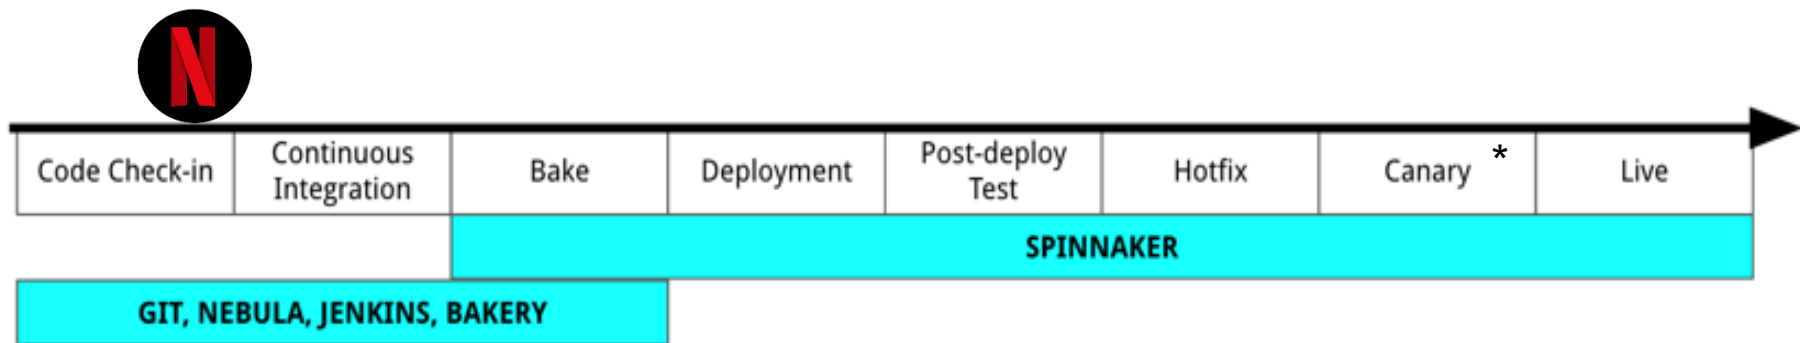 N
Code Check-in
Continuous
Integration
Bake
Deployment
Post-deploy
Test
Hotfix
Canary *
Live
SPINNAKER
GIT, NEBULA, JENKINS, BAKERY